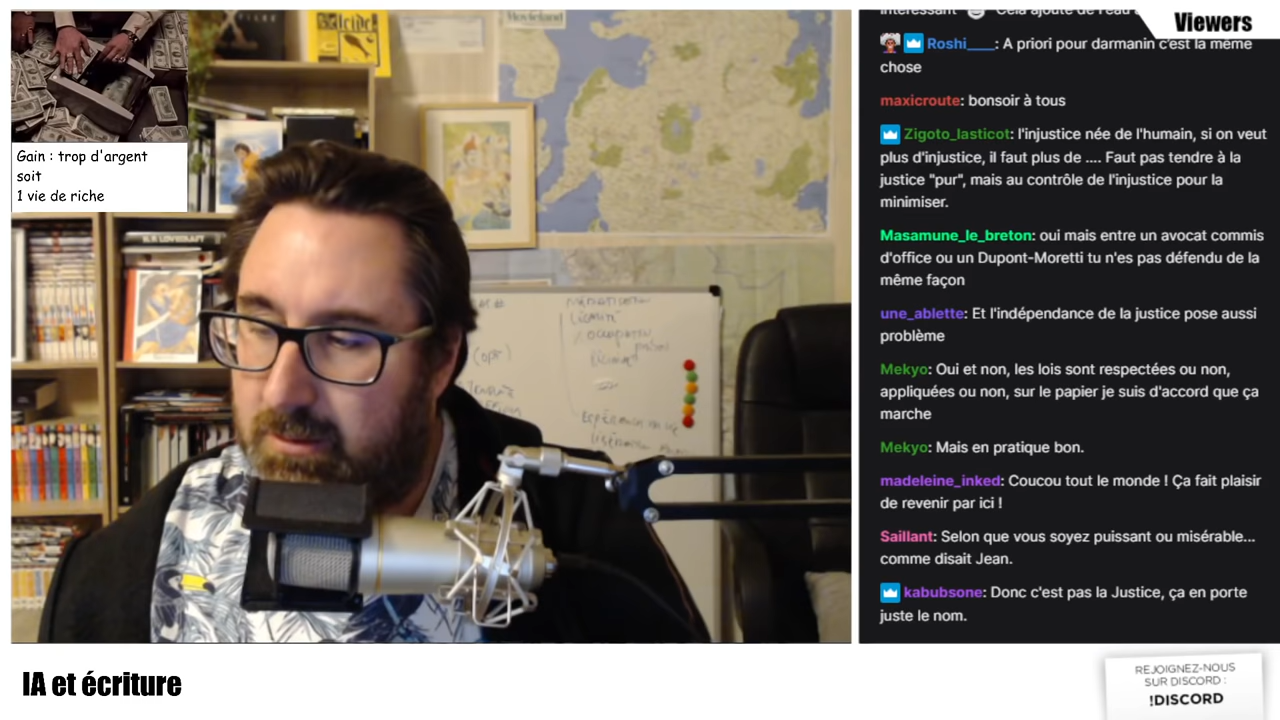 Selcide!
Movieland
Gain : trop d'argent
soit
1 vie de riche
H.P. LOVECRAFT
(OPT)
IA et écriture
Viewers
Roshi____: A priori pour darmanin c'est la même
chose
maxicroute: bonsoir à tous
Zigoto_lasticot: l'injustice née de l'humain, si on veut
plus d'injustice, il faut plus de .... Faut pas tendre à la
justice "pur", mais au contrôle de l'injustice pour la
minimiser.
Masamune_le_breton: oui mais entre un avocat commis
d'office ou un Dupont-Moretti tu n'es pas défendu de la
même façon
une_ablette: Et l'indépendance de la justice pose aussi
problème
Mekyo: Oui et non, les lois sont respectées ou non,
appliquées ou non, sur le papier je suis d'accord que ça
marche
Mekyo: Mais en pratique bon.
madeleine_inked: Coucou tout le monde ! Ça fait plaisir
de revenir par ici !
Saillant: Selon que vous soyez puissant ou misérable...
comme disait Jean.
kabubsone: Donc c'est pas la Justice, ça en porte
juste le nom.
REJOIGNEZ-NOUS
SUR DISCORD :
!DISCORD